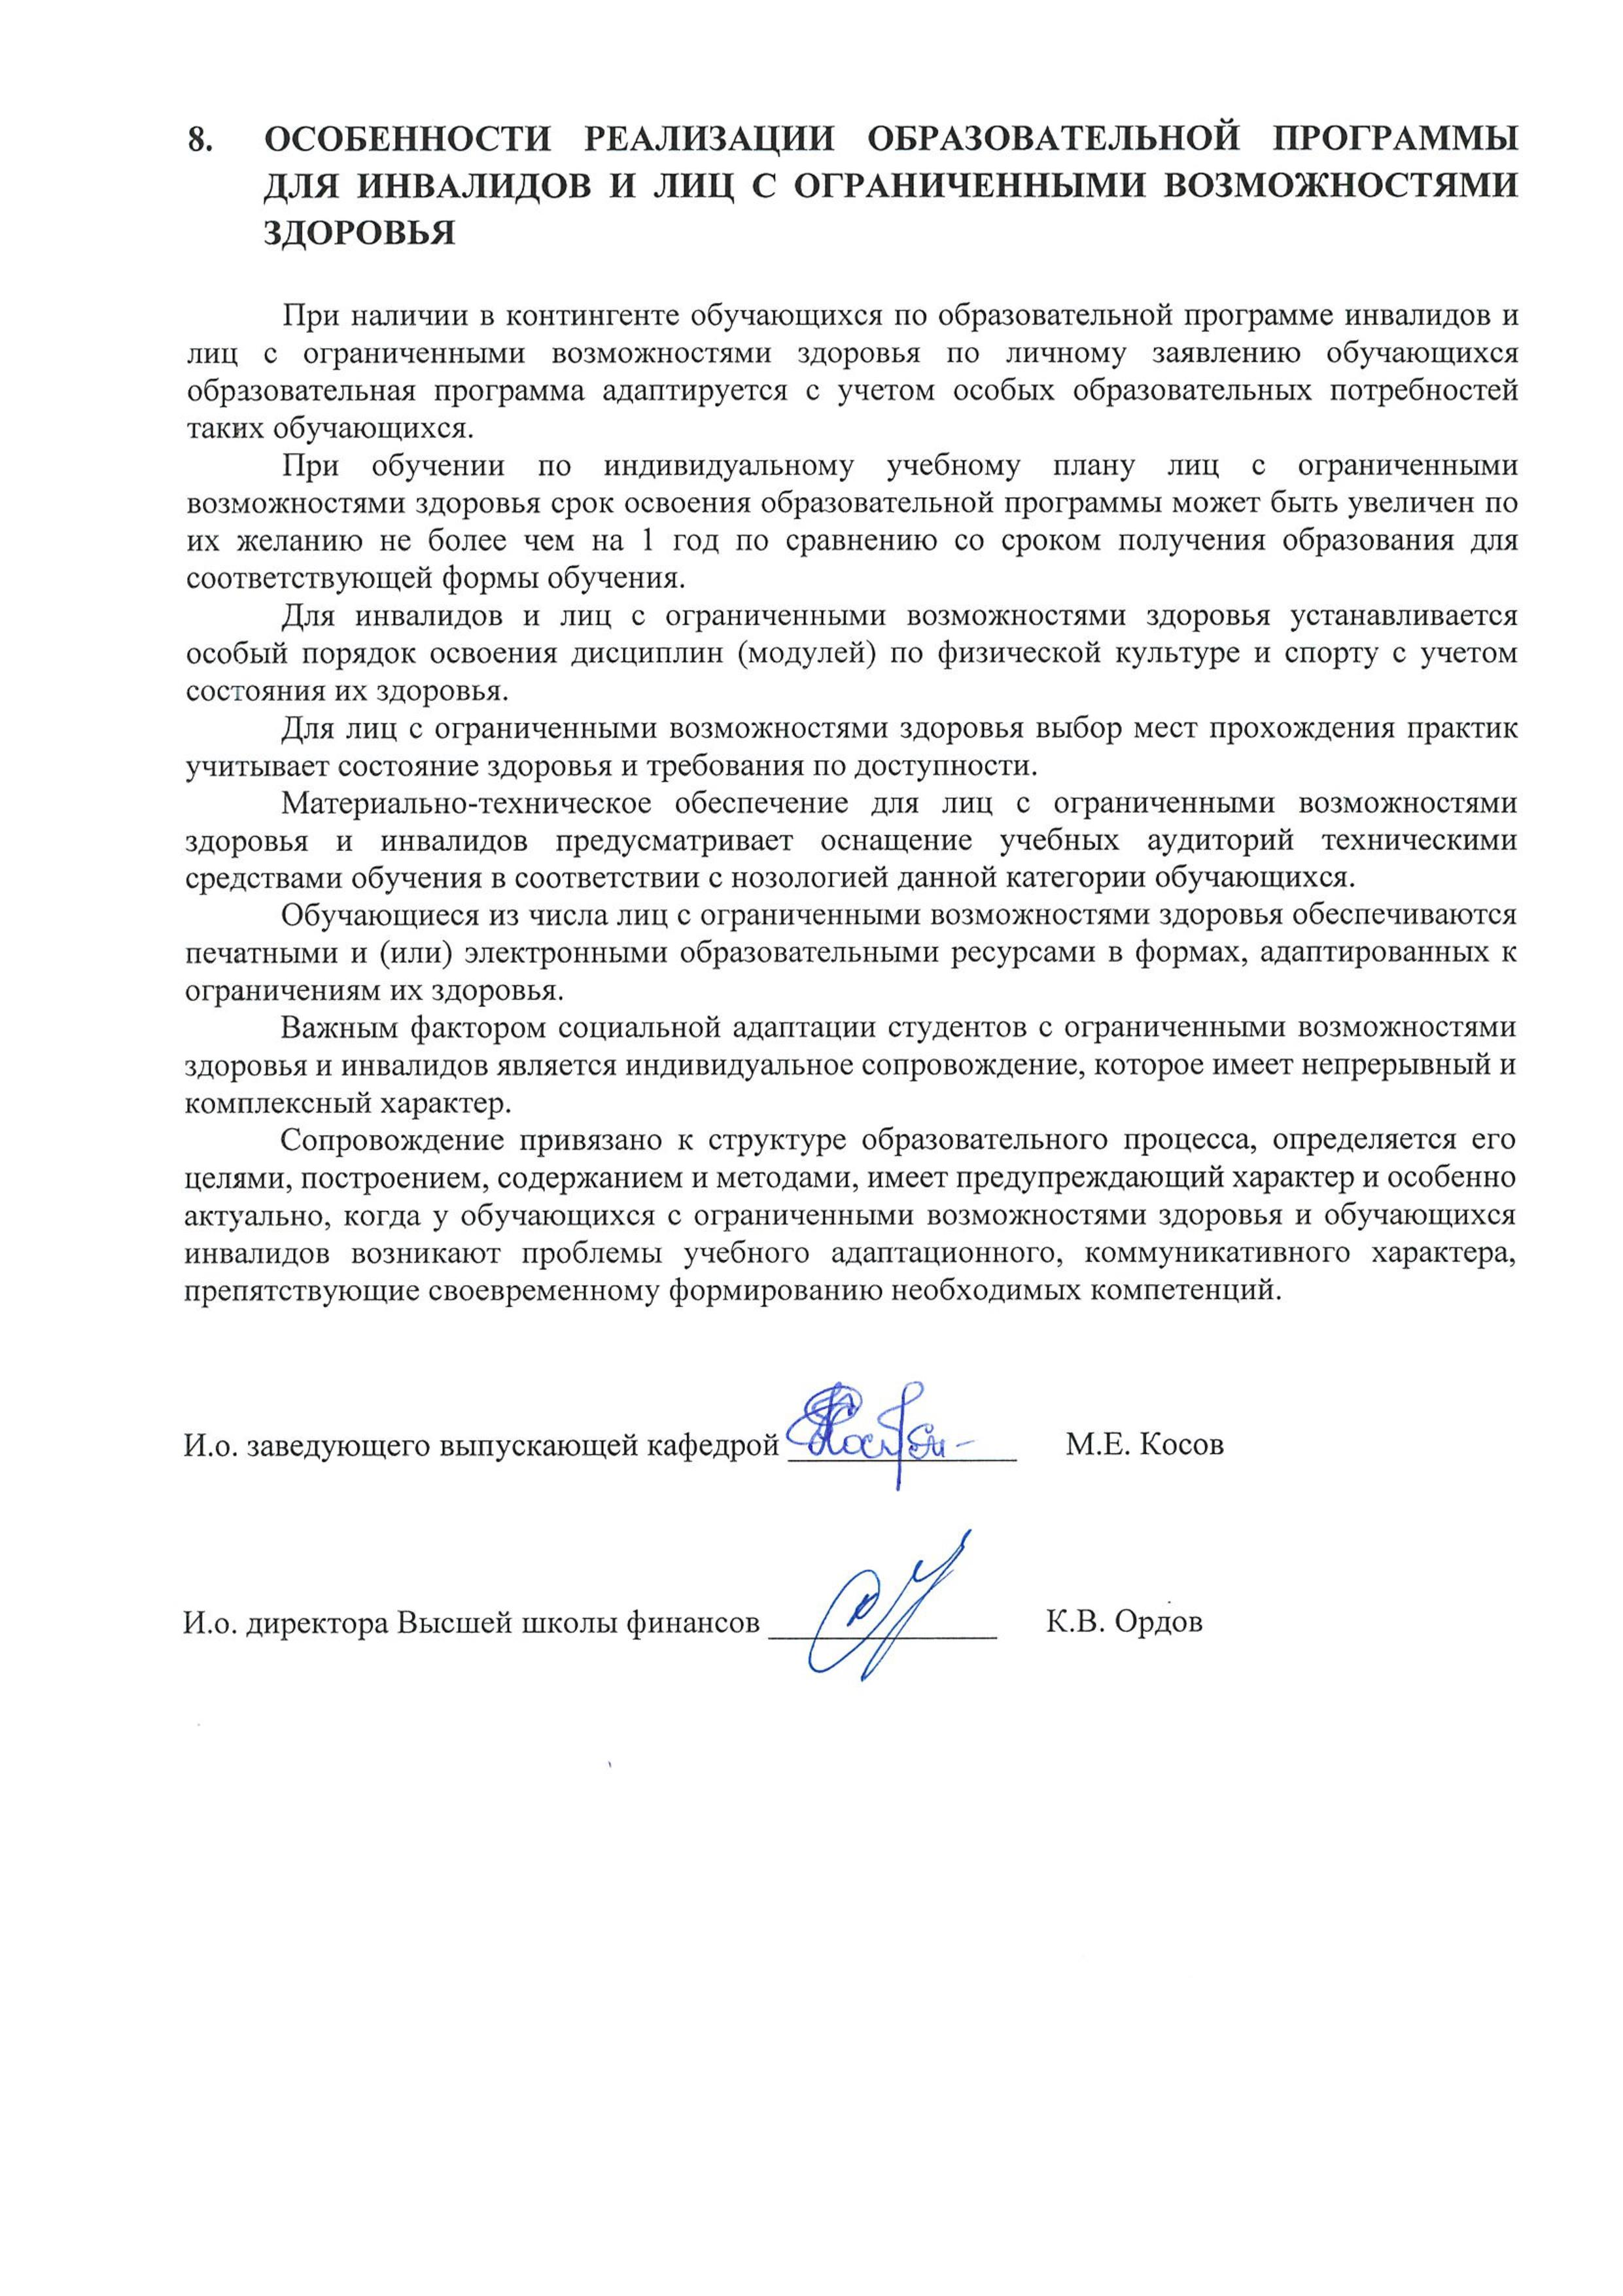 8. ОСОБЕННОСТИ РЕАЛИЗАЦИИ ОБРАЗОВАТЕЛЬНОЙ ПРОГРАММЫ
ДЛЯ ИНВАЛИДОВ И ЛИЦ С ОГРАНИЧЕННЫМИ ВОЗМОЖНОСТЯМИ
ЗДОРОВЬЯ
При наличии в контингенте обучающихся по образовательной программе инвалидов и
лиц с ограниченными возможностями здоровья по личному заявлению обучающихся
образовательная программа адаптируется с учетом особых образовательных потребностей
таких обучающихся.
При обучении по индивидуальному учебному плану лиц с ограниченными
возможностями здоровья срок освоения образовательной программы может быть увеличен по
их желанию не более чем на 1 год по сравнению со сроком получения образования для
соответствующей формы обучения.
Для инвалидов и лиц с ограниченными возможностями здоровья устанавливается
особый порядок освоения дисциплин (модулей) по физической культуре и спорту с учетом
состояния их здоровья.
Для лиц с ограниченными возможностями здоровья выбор мест прохождения практик
учитывает состояние здоровья и требования по доступности.
Материально-техническое обеспечение для лиц с ограниченными возможностями
здоровья и инвалидов предусматривает оснащение учебных аудиторий техническими
средствами обучения в соответствии с нозологией данной категории обучающихся.
Обучающиеся из числа лиц с ограниченными возможностями здоровья обеспечиваются
печатными и (или) электронными образовательными ресурсами в формах, адаптированных к
ограничениям их здоровья.
Важным фактором социальной адаптации студентов с ограниченными возможностями
здоровья и инвалидов является индивидуальное сопровождение, которое имеет непрерывный и
комплексный характер.
Сопровождение привязано к структуре образовательного процесса, определяется его
целями, построением, содержанием и методами, имеет предупреждающий характер и особенно
актуально, когда у обучающихся с ограниченными возможностями здоровья и обучающихся
инвалидов возникают проблемы учебного адаптационного, коммуникативного характера,
препятствующие своевременному формированию необходимых компетенций.
И.о. заведующего выпускающей кафедрой М.Е. Косов
И.о. директора Высшей школы финансов К.В. Ордов